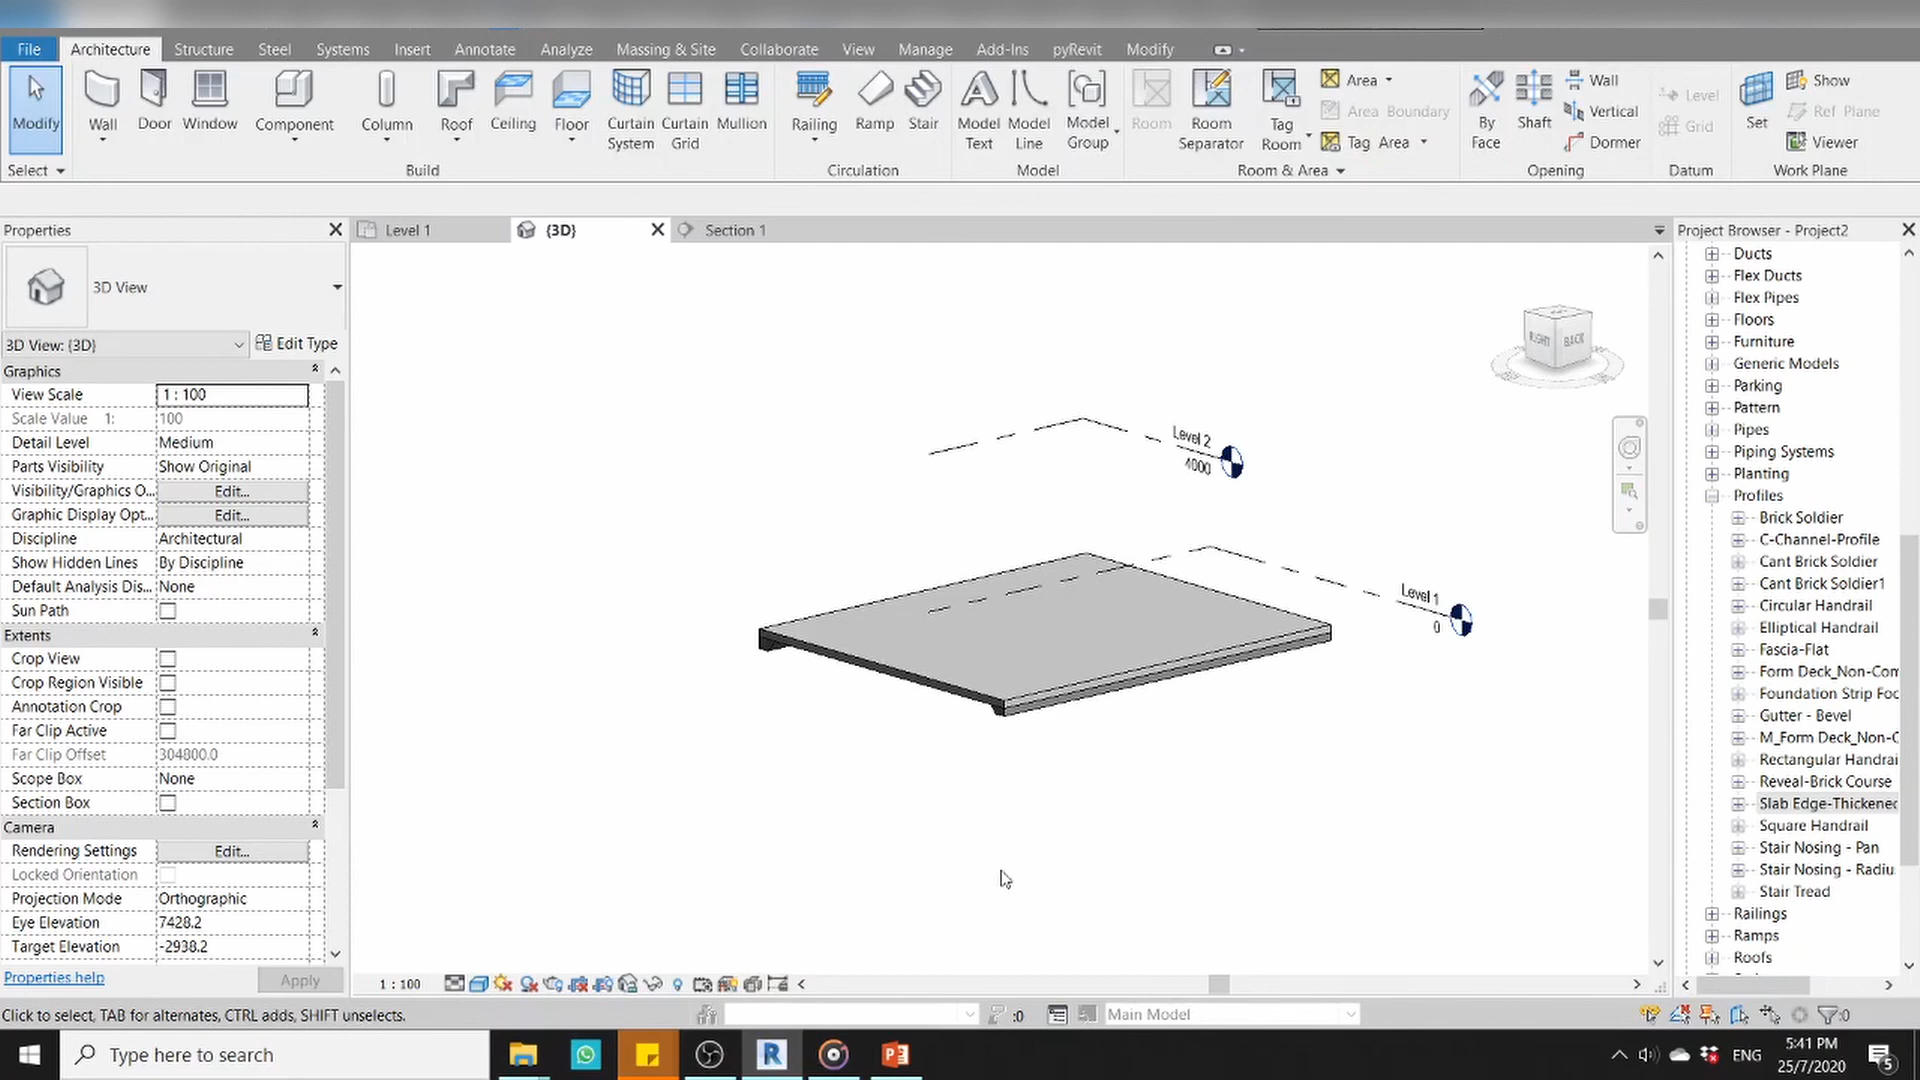 File Architecture Structure Steel Systems Insert Annotate Analyze Massing & Site Collaborate View Manage Add-Ins pyRevit Modify
Modify Wall Door Window Component Column Roof Ceiling Floor Curtain System Curtain Grid Mullion Railing Ramp Stair Model Text Model Line Model Group Room Room Separator Tag Room Area Area Boundary Tag Area By Face Shaft Wall Vertical Dormer Level Grid Set Show Ref Plane Viewer
Select Build Circulation Model Room & Area Opening Datum Work Plane
Properties
3D View
3D View: {3D} Edit Type
Graphics
View Scale 1 : 100
Scale Value 1: 100
Detail Level Medium
Parts Visibility Show Original
Visibility/Graphics O... Edit...
Graphic Display Opt... Edit...
Discipline Architectural
Show Hidden Lines By Discipline
Default Analysis Dis... None
Sun Path
Extents
Crop View
Crop Region Visible
Annotation Crop
Far Clip Active
Far Clip Offset 304800.0
Scope Box None
Section Box
Camera
Rendering Settings Edit...
Locked Orientation
Projection Mode Orthographic
Eye Elevation 7428.2
Target Elevation -2938.2
Properties help Apply
Level 1 {3D} Section 1
RIGHT BACK
Level 2
4000
Level 1
0
1 : 100
Project Browser - Project2
Ducts
Flex Ducts
Flex Pipes
Floors
Furniture
Generic Models
Parking
Pattern
Pipes
Piping Systems
Planting
Profiles
Brick Soldier
C-Channel-Profile
Cant Brick Soldier
Cant Brick Soldier1
Circular Handrail
Elliptical Handrail
Fascia-Flat
Form Deck_Non-Com
Foundation Strip Foo
Gutter - Bevel
M_Form Deck_Non-C
Rectangular Handrai
Reveal-Brick Course
Slab Edge-Thickened
Square Handrail
Stair Nosing - Pan
Stair Nosing - Radiu
Stair Tread
Railings
Ramps
Roofs
Click to select, TAB for alternates, CTRL adds, SHIFT unselects. :0 Main Model :0
Type here to search
R
ENG
5:41 PM
25/7/2020
5